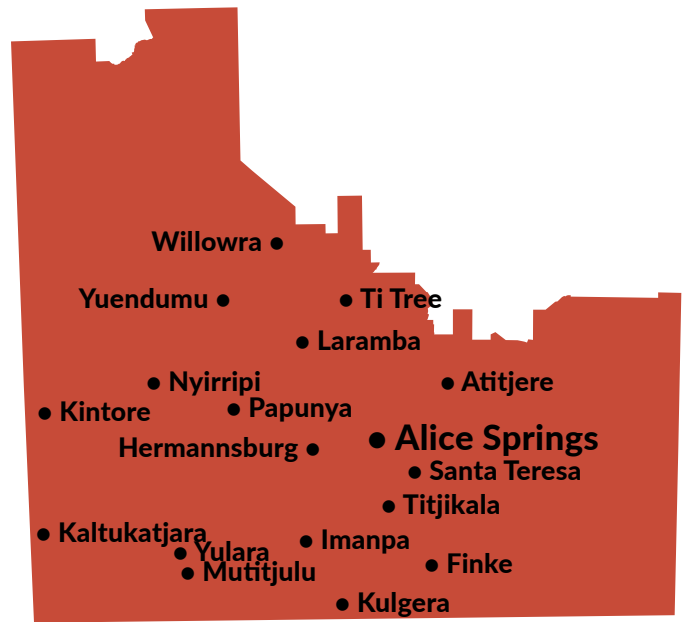 Willowra
Yuendumu
Ti Tree
Laramba
Nyirripi
Atitjere
Kintore
Papunya
Alice Springs
Hermannsburg
Santa Teresa
Titjikala
Kaltukatjara
Imanpa
Yulara
Finke
Mutitjulu
Kulgera